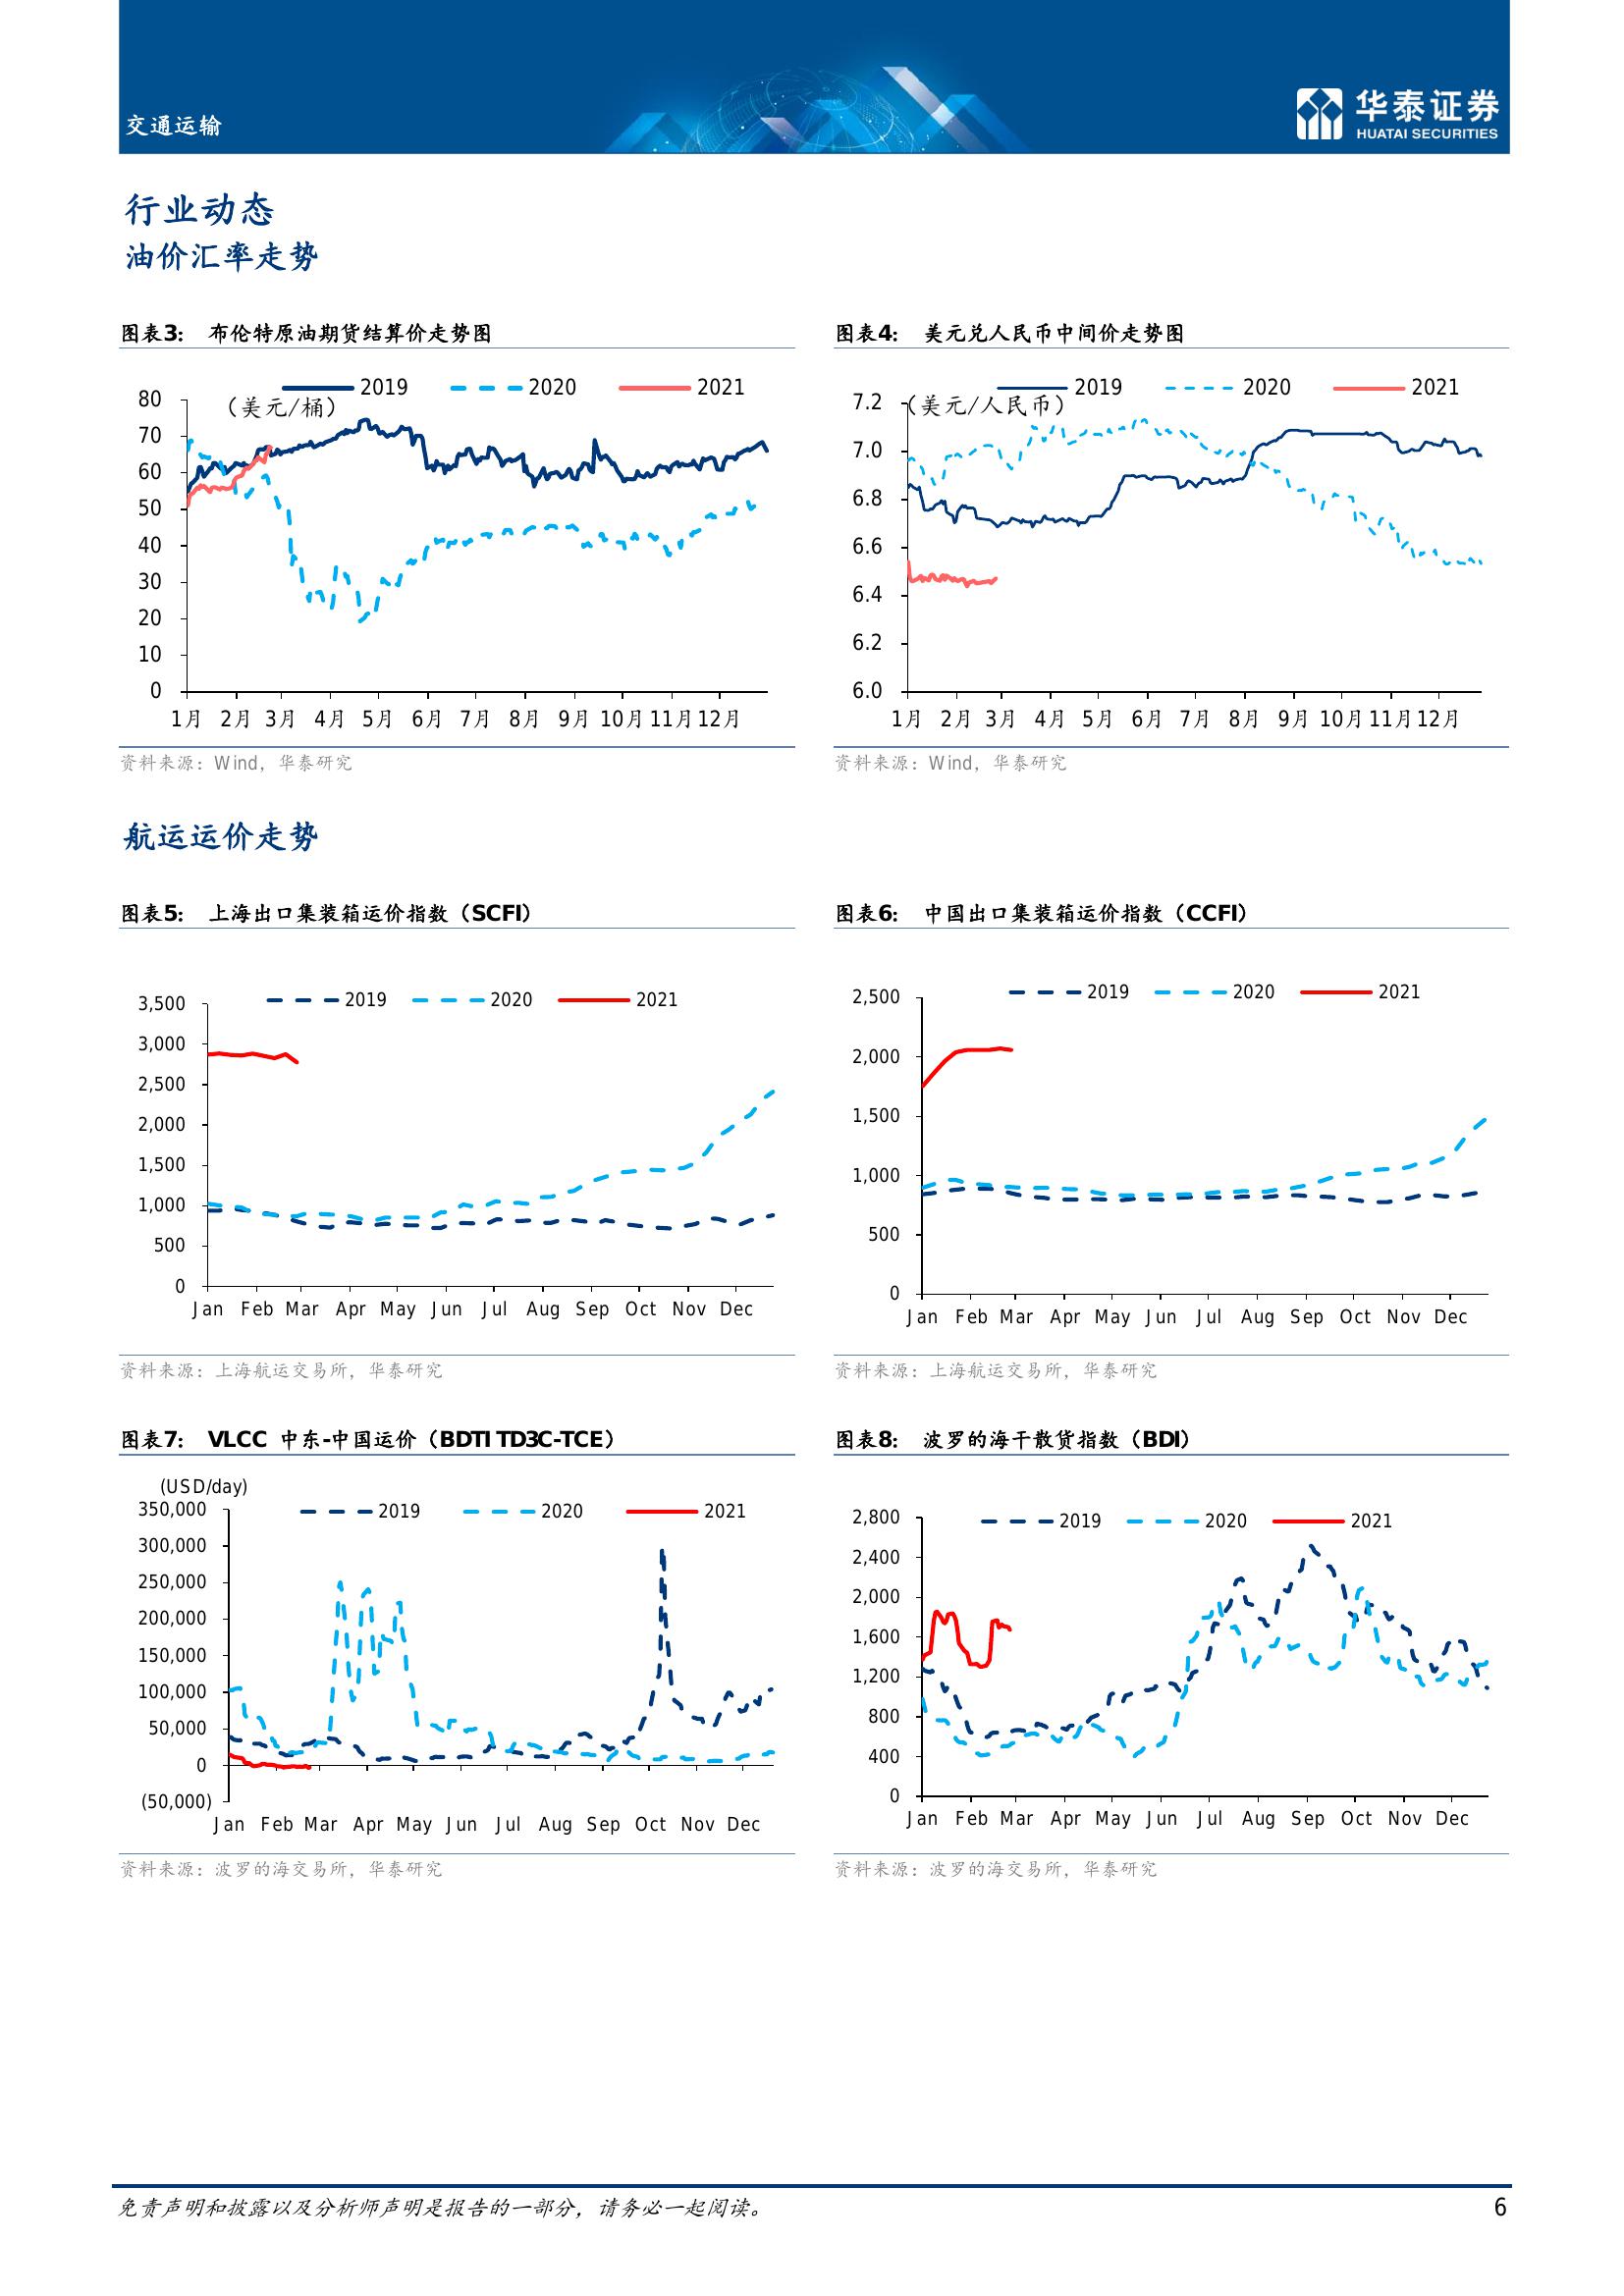 交通运输
华泰证券
HUATAI SECURITIES
行业动态
油价汇率走势
图表3： 布伦特原油期货结算价走势图
2019 2020 2021
（美元/桶）
80
70
60
50
40
30
20
10
0
1月 2月 3月 4月 5月 6月 7月 8月 9月 10月 11月 12月
资料来源：Wind，华泰研究
图表4： 美元兑人民币中间价走势图
2019 2020 2021
（美元/人民币）
7.2
7.0
6.8
6.6
6.4
6.2
6.0
1月 2月 3月 4月 5月 6月 7月 8月 9月 10月 11月 12月
资料来源：Wind，华泰研究
航运运价走势
图表5： 上海出口集装箱运价指数（SCFI）
2019 2020 2021
3,500
3,000
2,500
2,000
1,500
1,000
500
0
Jan Feb Mar Apr May Jun Jul Aug Sep Oct Nov Dec
资料来源：上海航运交易所，华泰研究
图表6： 中国出口集装箱运价指数（CCFI）
2019 2020 2021
2,500
2,000
1,500
1,000
500
0
Jan Feb Mar Apr May Jun Jul Aug Sep Oct Nov Dec
资料来源：上海航运交易所，华泰研究
图表7： VLCC 中东-中国运价（BDTI TD3C-TCE）
(USD/day)
2019 2020 2021
350,000
300,000
250,000
200,000
150,000
100,000
50,000
0
(50,000)
Jan Feb Mar Apr May Jun Jul Aug Sep Oct Nov Dec
资料来源：波罗的海交易所，华泰研究
图表8： 波罗的海干散货指数（BDI）
2019 2020 2021
2,800
2,400
2,000
1,600
1,200
800
400
0
Jan Feb Mar Apr May Jun Jul Aug Sep Oct Nov Dec
资料来源：波罗的海交易所，华泰研究
免责声明和披露以及分析师声明是报告的一部分，请务必一起阅读。
6